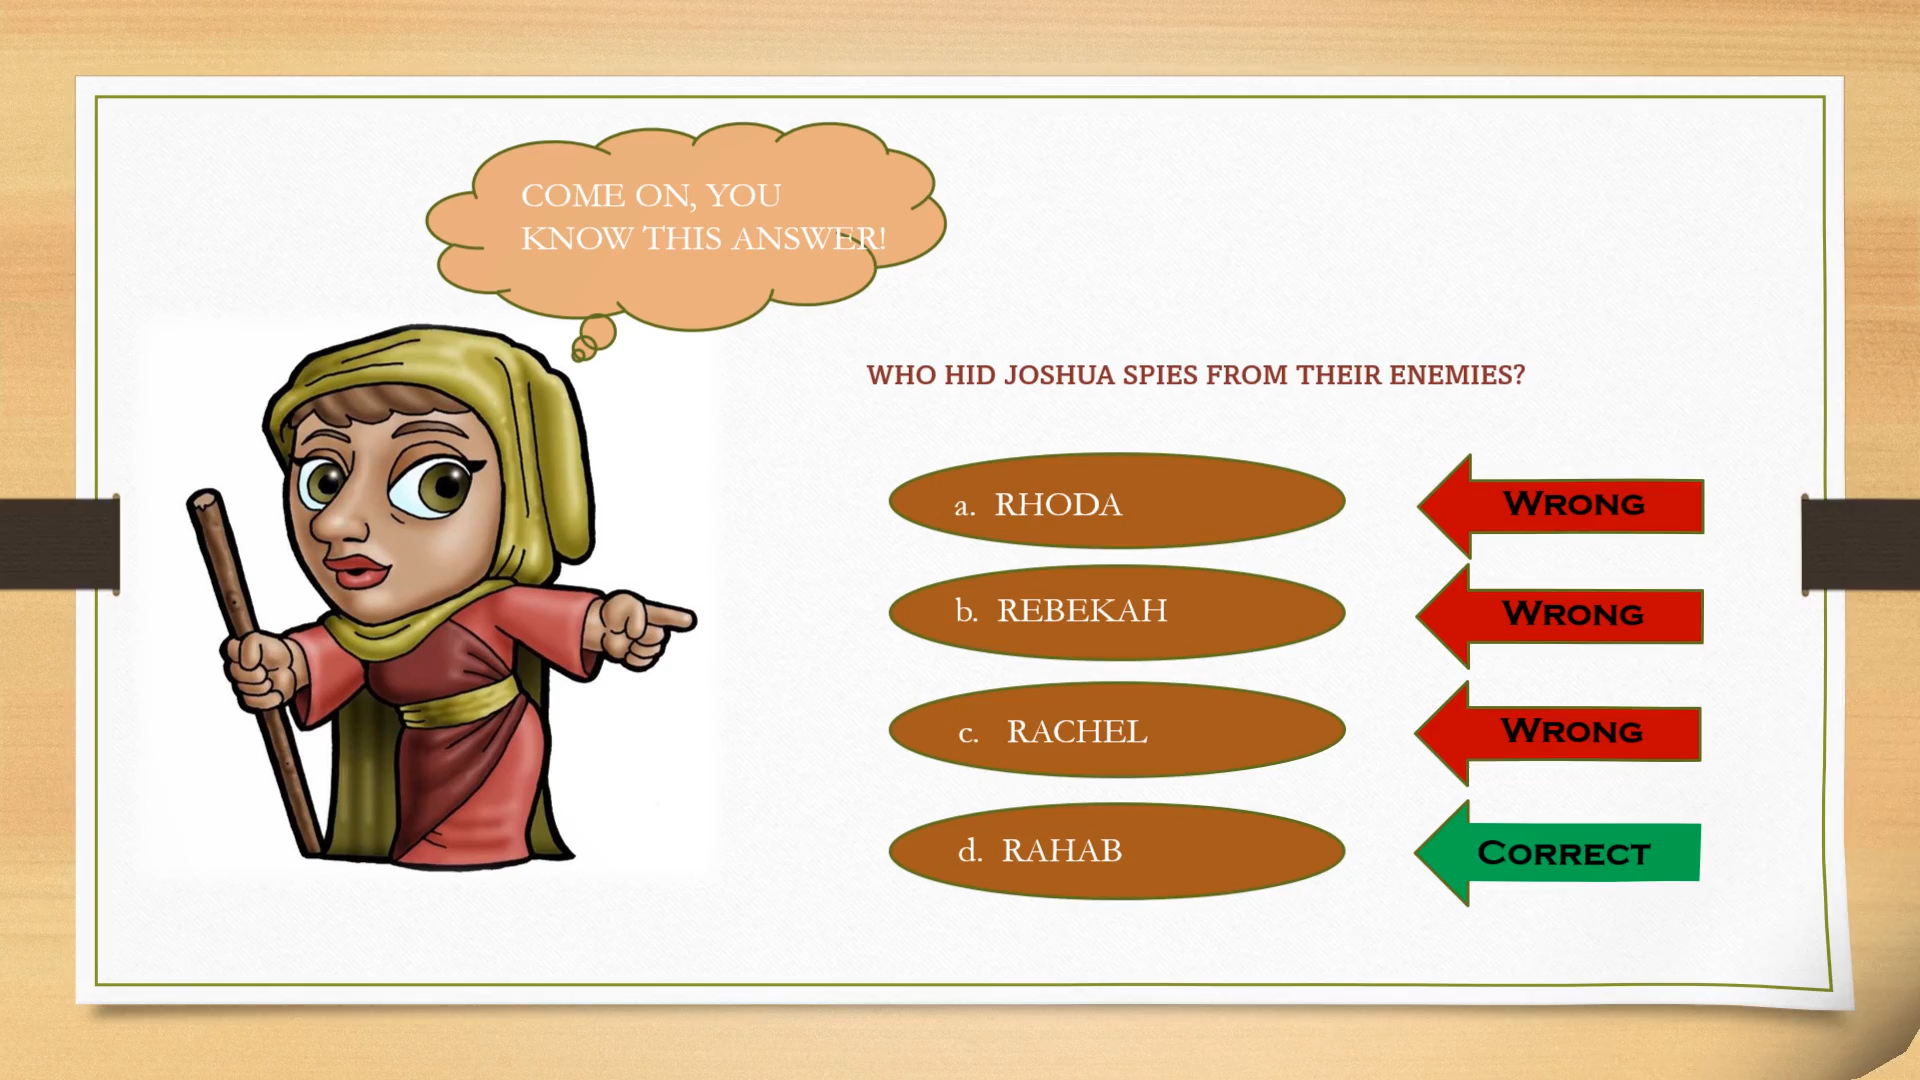 COME ON, YOU
KNOW THIS ANSWER!
WHO HID JOSHUA SPIES FROM THEIR ENEMIES?
a. RHODA
WRONG
b. REBEKAH
WRONG
c. RACHEL
WRONG
d. RAHAB
CORRECT